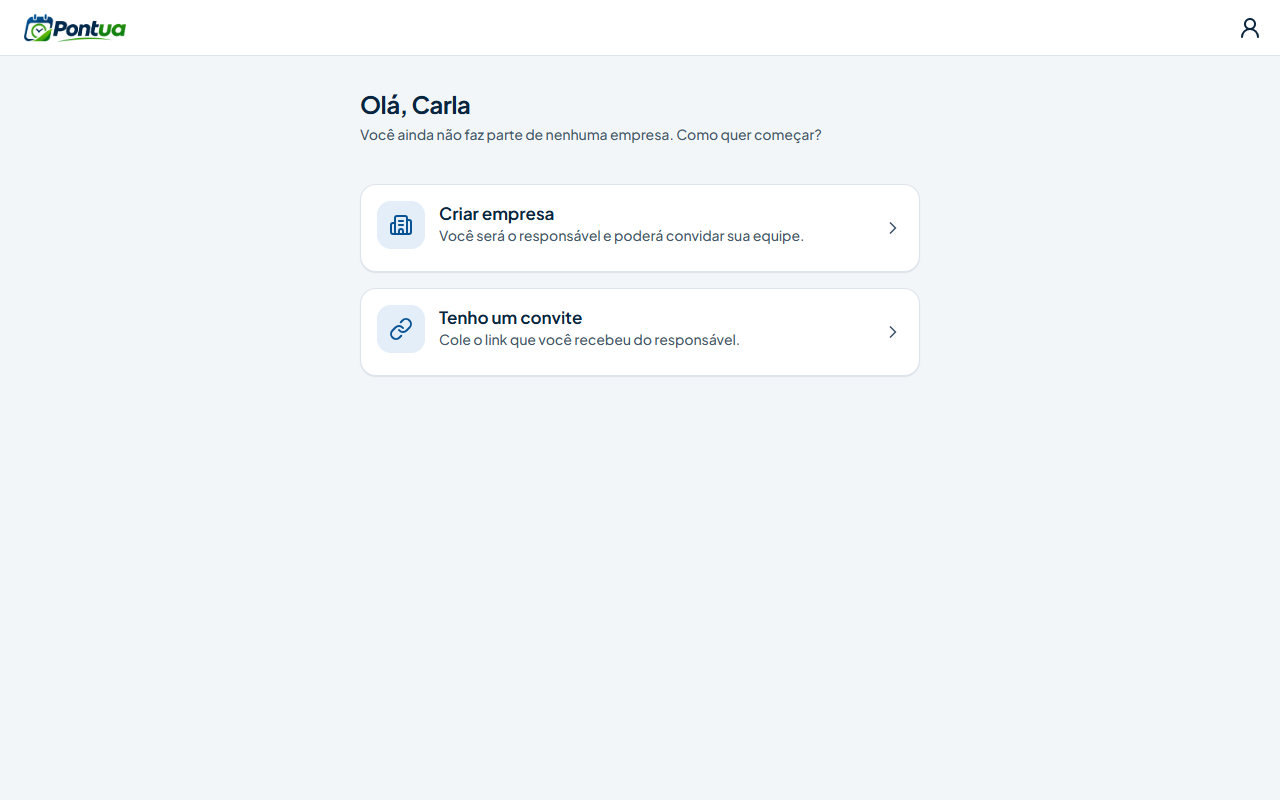 Pontua
Olá, Carla
Você ainda não faz parte de nenhuma empresa. Como quer começar?
Criar empresa
Você será o responsável e poderá convidar sua equipe.
Tenho um convite
Cole o link que você recebeu do responsável.